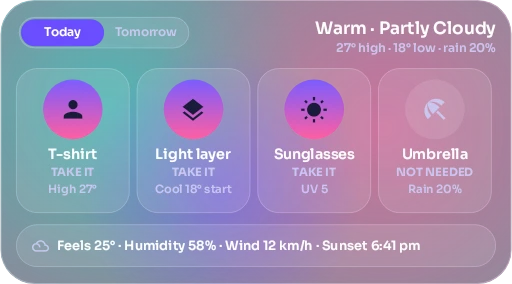 Today
Tomorrow
Warm · Partly Cloudy
27° high · 18° low · rain 20%
T-shirt
TAKE IT
High 27°
Light layer
TAKE IT
Cool 18° start
Sunglasses
TAKE IT
UV 5
Umbrella
NOT NEEDED
Rain 20%
Feels 25° · Humidity 58% · Wind 12 km/h · Sunset 6:41 pm